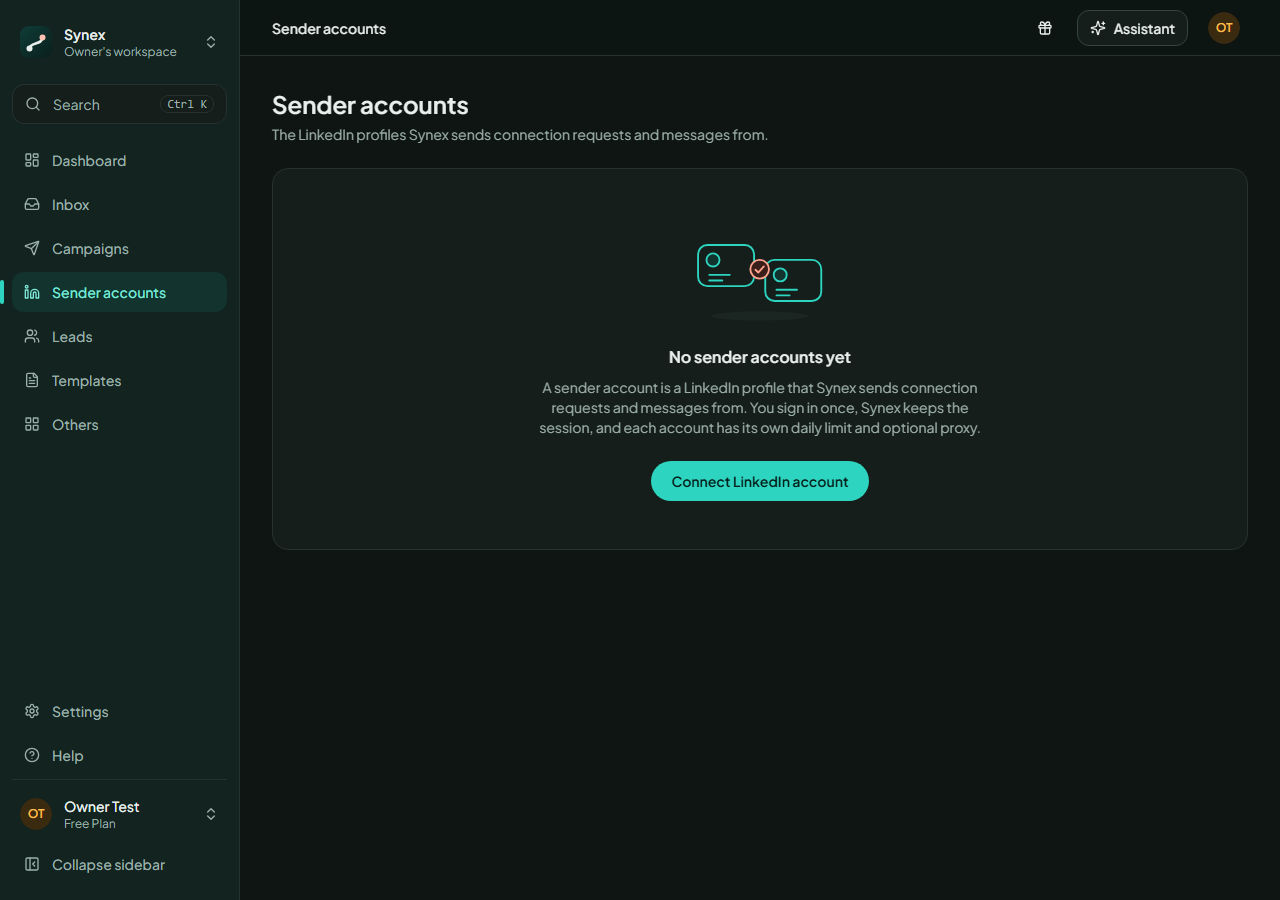 Synex
Owner's workspace
Search
Ctrl K
Dashboard
Inbox
Campaigns
Sender accounts
Leads
Templates
Others
Settings
Help
OT
Owner Test
Free Plan
Collapse sidebar
Sender accounts
Assistant
OT
Sender accounts
The LinkedIn profiles Synex sends connection requests and messages from.
No sender accounts yet
A sender account is a LinkedIn profile that Synex sends connection
requests and messages from. You sign in once, Synex keeps the
session, and each account has its own daily limit and optional proxy.
Connect LinkedIn account